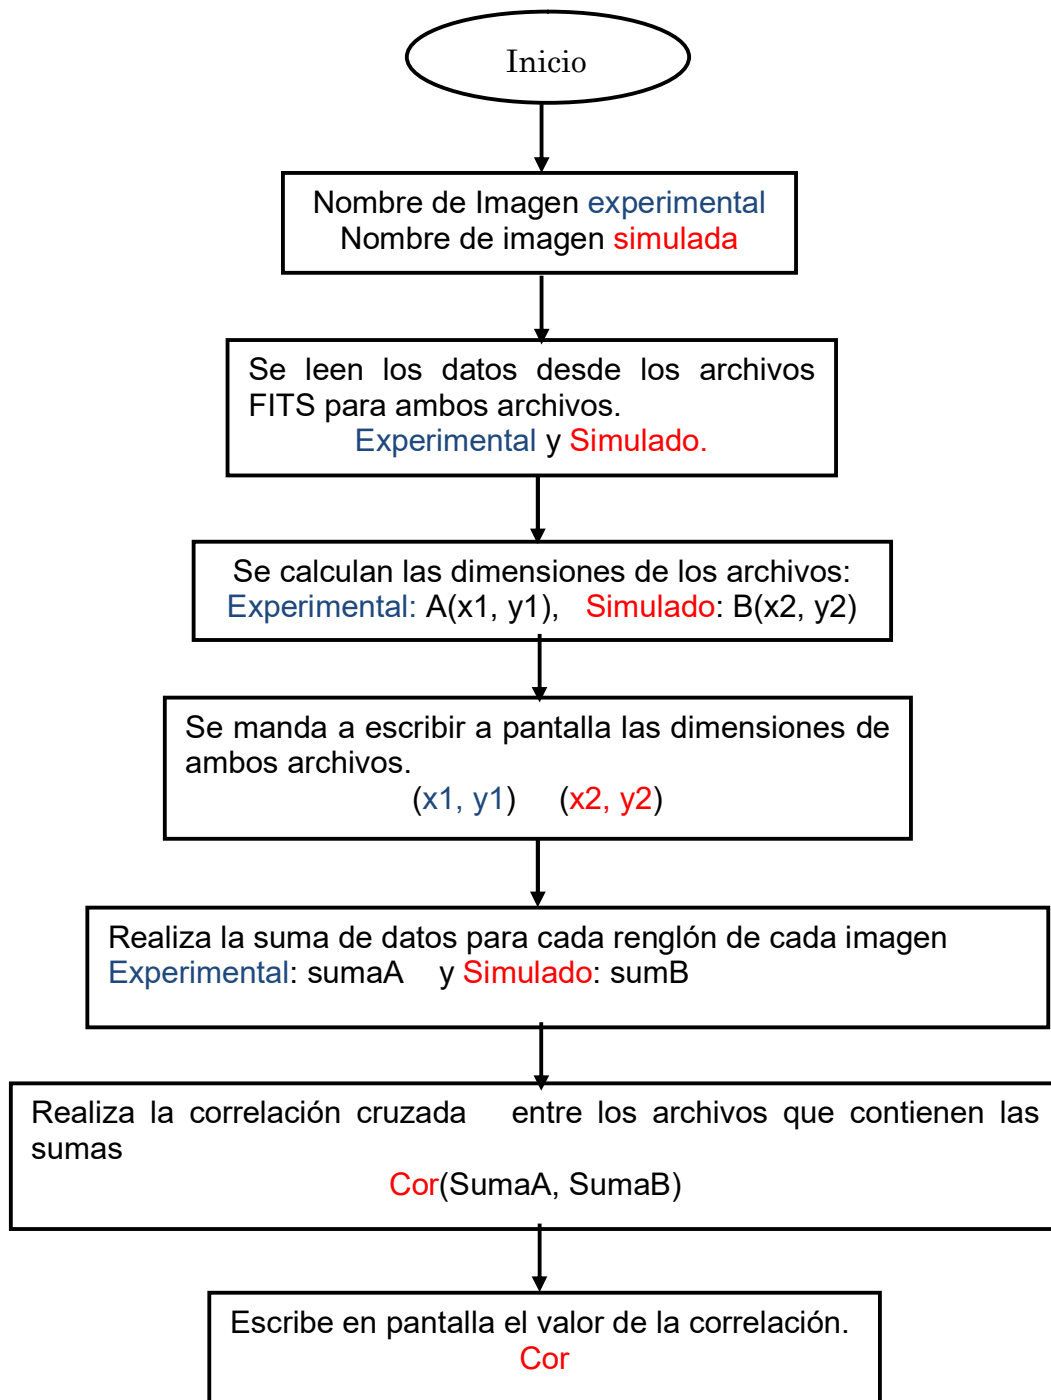 Inicio
Nombre de Imagen experimental
Nombre de imagen simulada
Se leen los datos desde los archivos
FITS para ambos archivos.
Experimental y Simulado.
Se calculan las dimensiones de los archivos:
Experimental: A(x1, y1), Simulado: B(x2, y2)
Se manda a escribir a pantalla las dimensiones de
ambos archivos.
(x1, y1) (x2, y2)
Realiza la suma de datos para cada renglón de cada imagen
Experimental: sumaA y Simulado: sumB
Realiza la correlación cruzada entre los archivos que contienen las
sumas
Cor(SumaA, SumaB)
Escribe en pantalla el valor de la correlación.
Cor